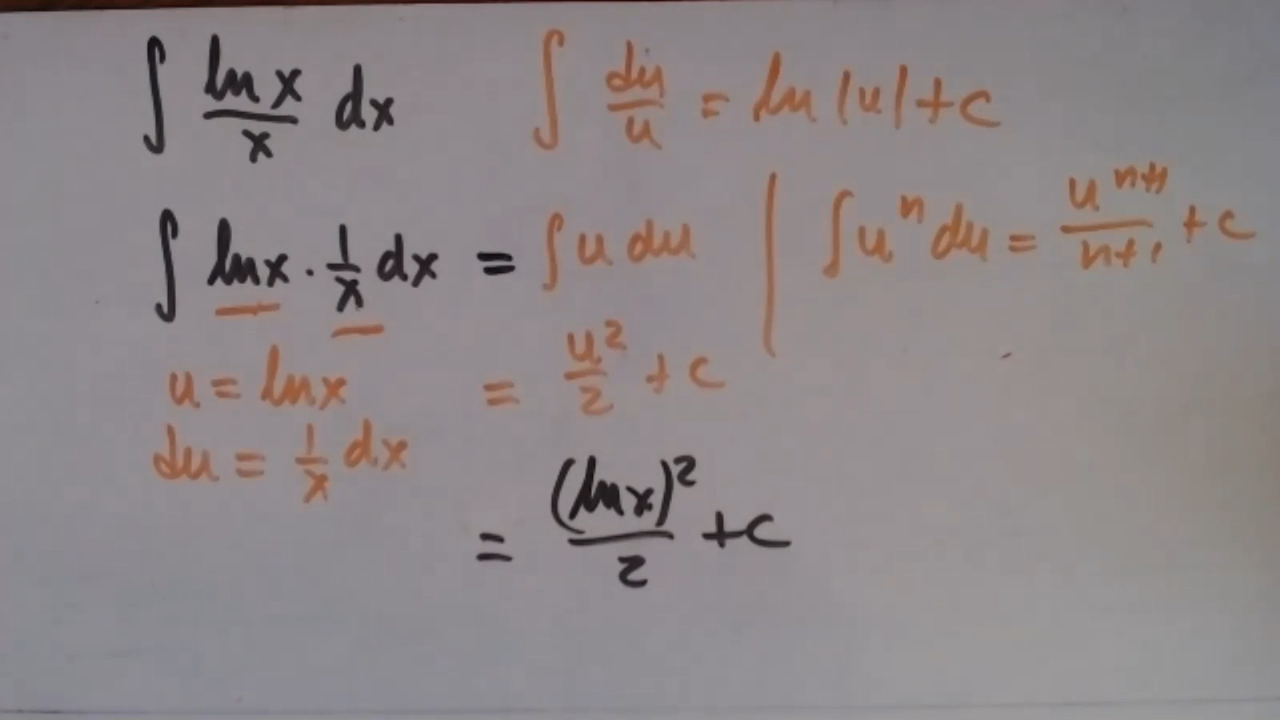 ∫ ln x / x dx   ∫ du / u = ln |u| + c
∫ ln x · 1/x dx = ∫ u du | ∫ u^n du = u^(n+1) / (n+1) + c
u = ln x   = u^2 / 2 + c
du = 1/x dx
= (ln x)^2 / 2 + c